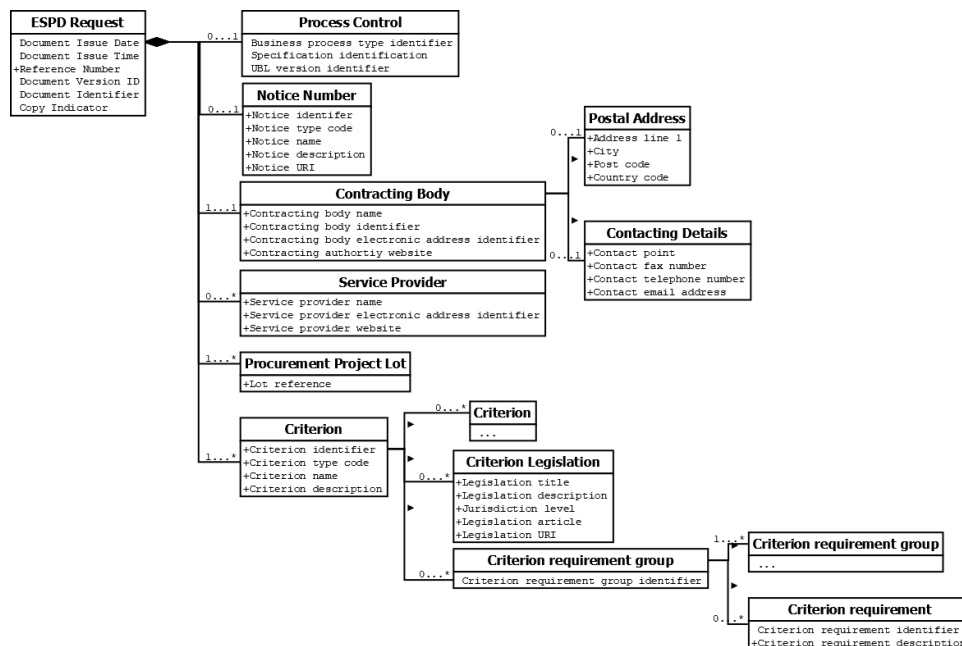 ESPD Request
Document Issue Date
Document Issue Time
+Reference Number
Document Version ID
Document Identifier
Copy Indicator
0...1
Process Control
Business process type identifier
Specification identification
UBL version identifier
0...1
Notice Number
+Notice identifer
+Notice type code
+Notice name
+Notice description
+Notice URI
1...1
Contracting Body
+Contracting body name
+Contracting body identifier
+Contracting body electronic address identifier
+Contracting authortiy website
0...1
Postal Address
+Address line 1
+City
+Post code
+Country code
0...1
Contacting Details
+Contact point
+Contact fax number
+Contact telephone number
+Contact email address
0...*
Service Provider
+Service provider name
+Service provider electronic address identifier
+Service provider website
1...*
Procurement Project Lot
+Lot reference
1...*
Criterion
+Criterion identifier
+Criterion type code
+Criterion name
+Criterion description
0...*
Criterion
...
0...*
Criterion Legislation
+Legislation title
+Legislation description
+Jurisdiction level
+Legislation article
+Legislation URI
0...*
Criterion requirement group
Criterion requirement group identifier
1...*
Criterion requirement group
...
0...*
Criterion requirement
Criterion requirement identifier
+Criterion requirement description